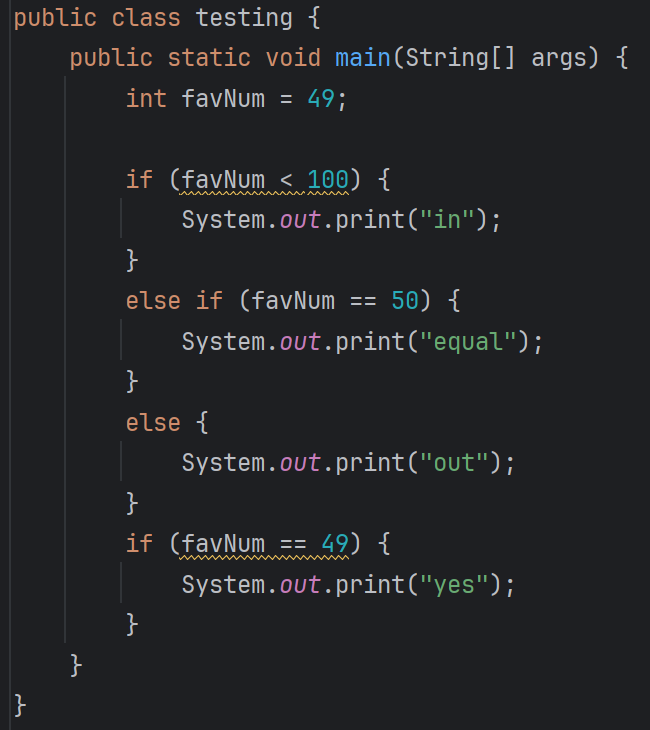 public class testing {
    public static void main(String[] args) {
        int favNum = 49;

        if (favNum < 100) {
            System.out.print("in");
        }
        else if (favNum == 50) {
            System.out.print("equal");
        }
        else {
            System.out.print("out");
        }
        if (favNum == 49) {
            System.out.print("yes");
        }
    }
}